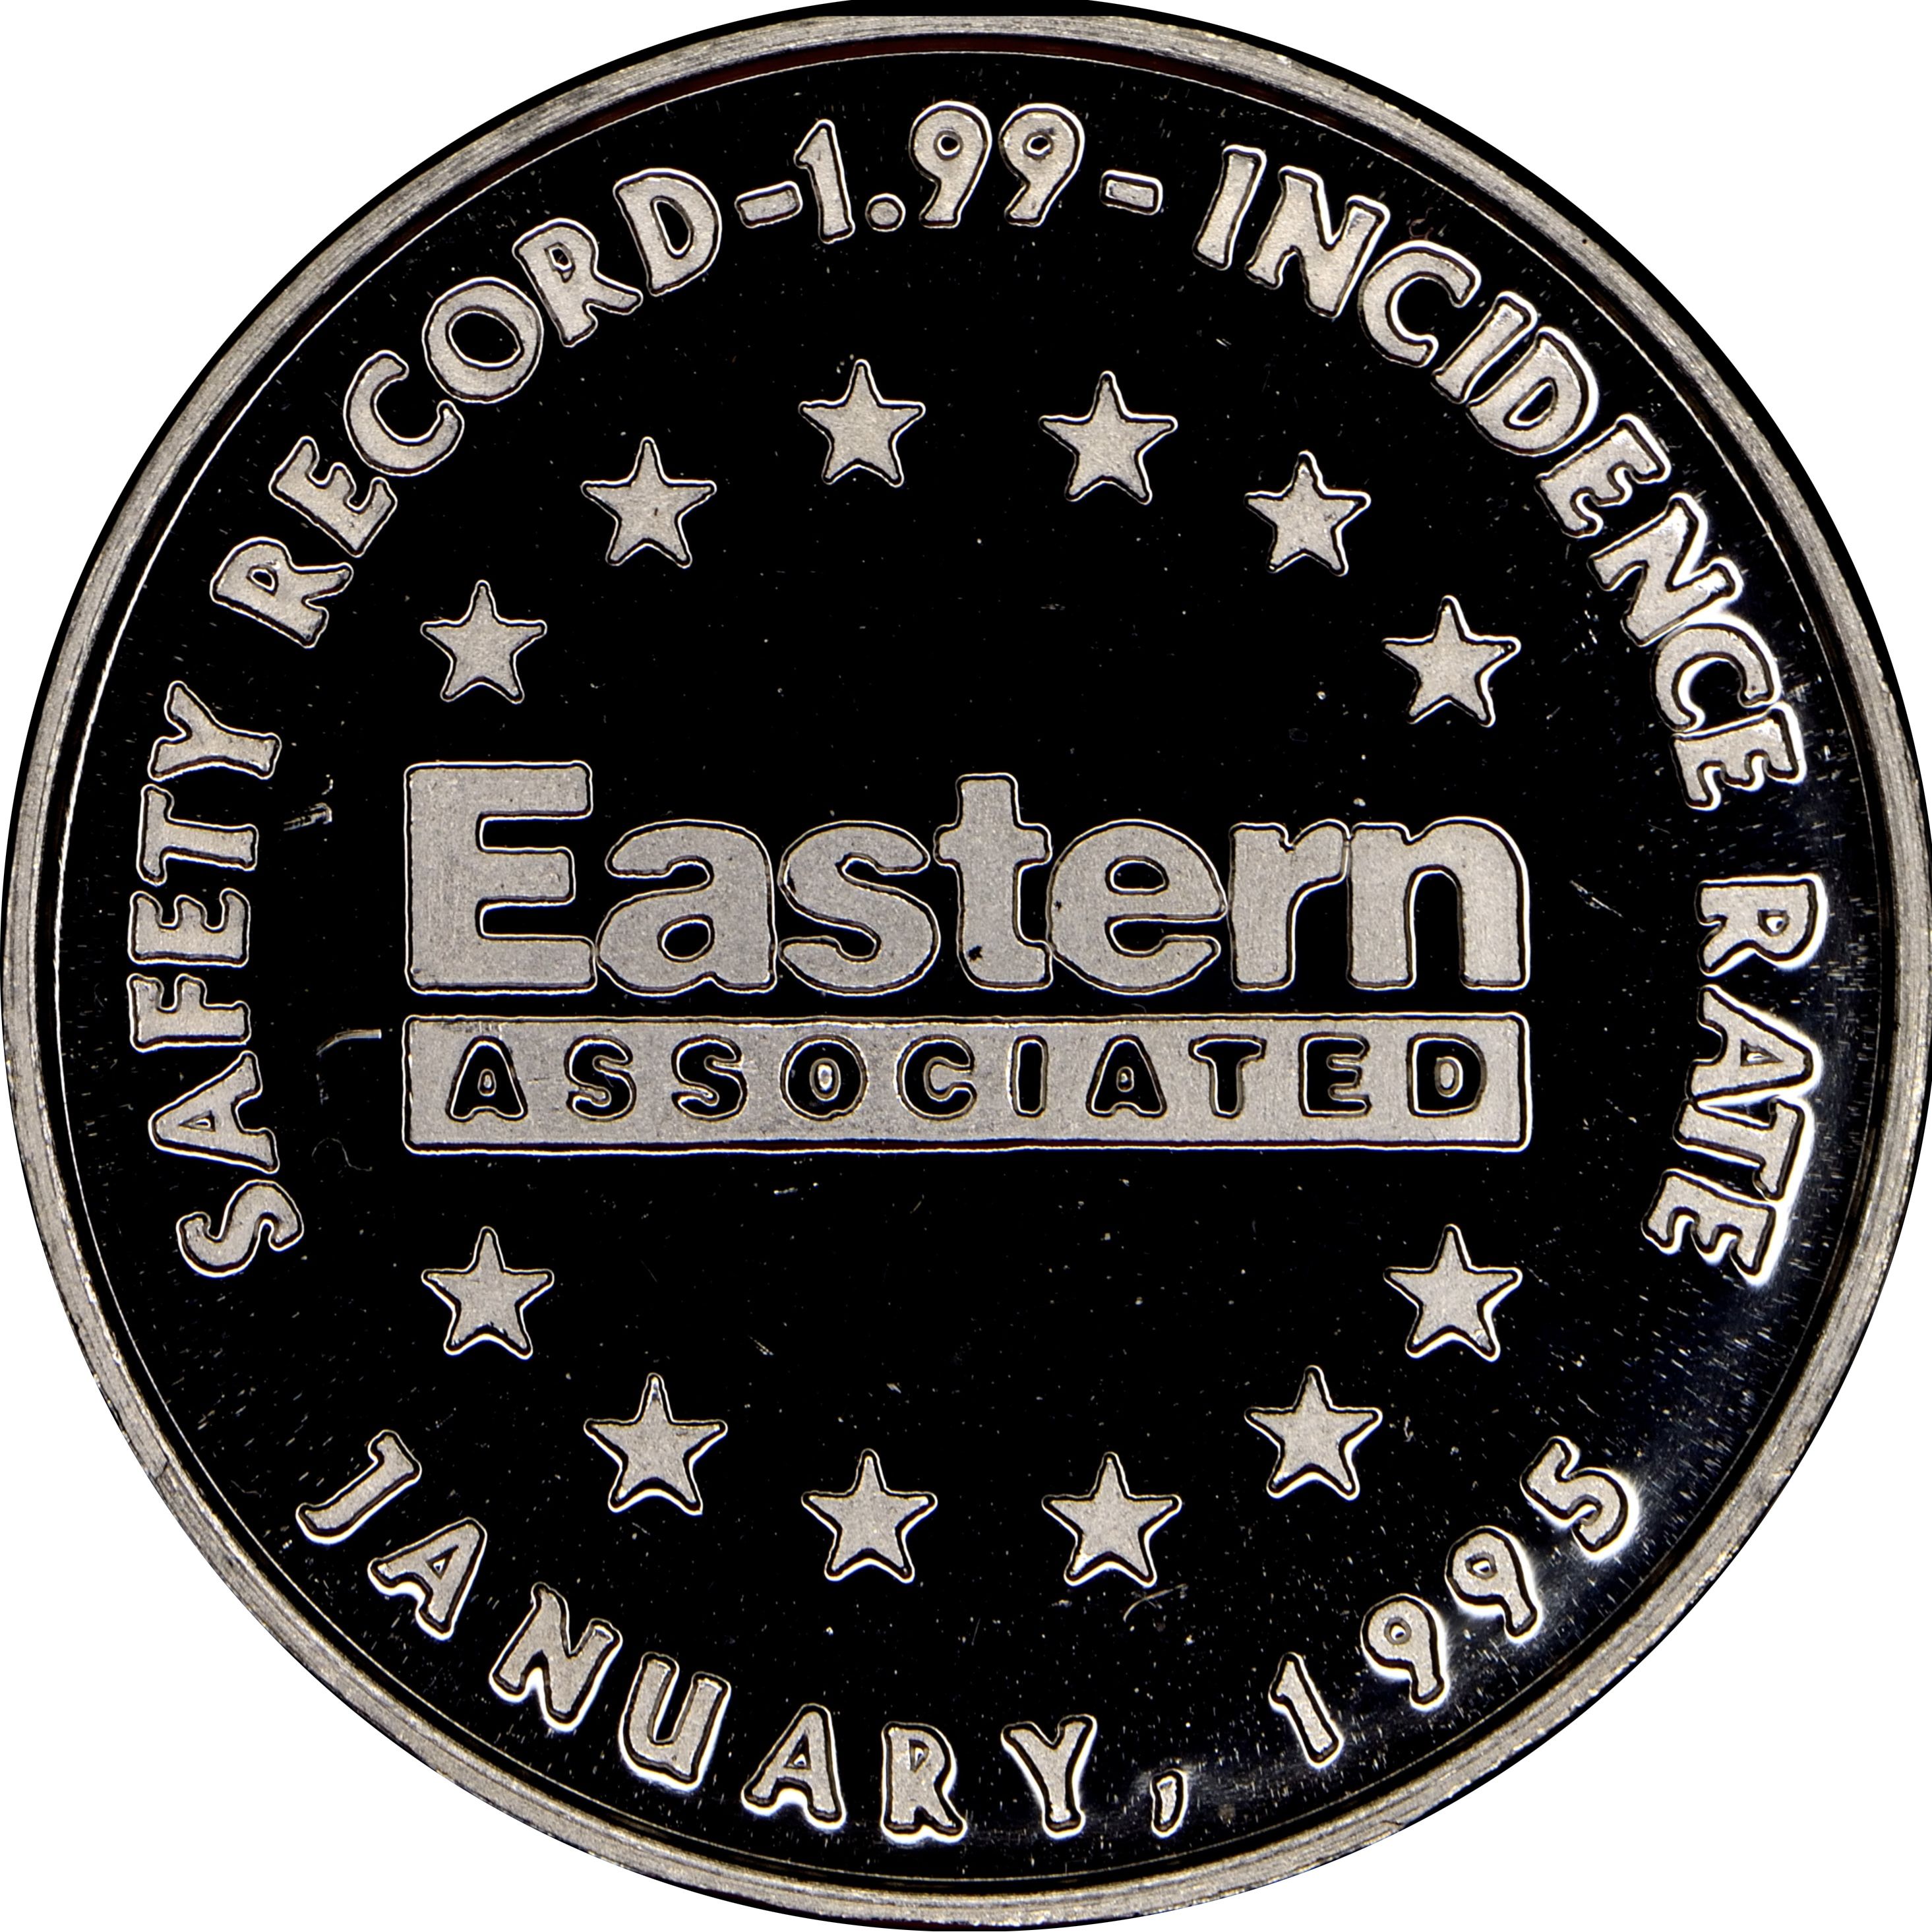 SAFETY RECORD-1.99-INCIDENCE RATE
Eastern
ASSOCIATED
JANUARY, 1995